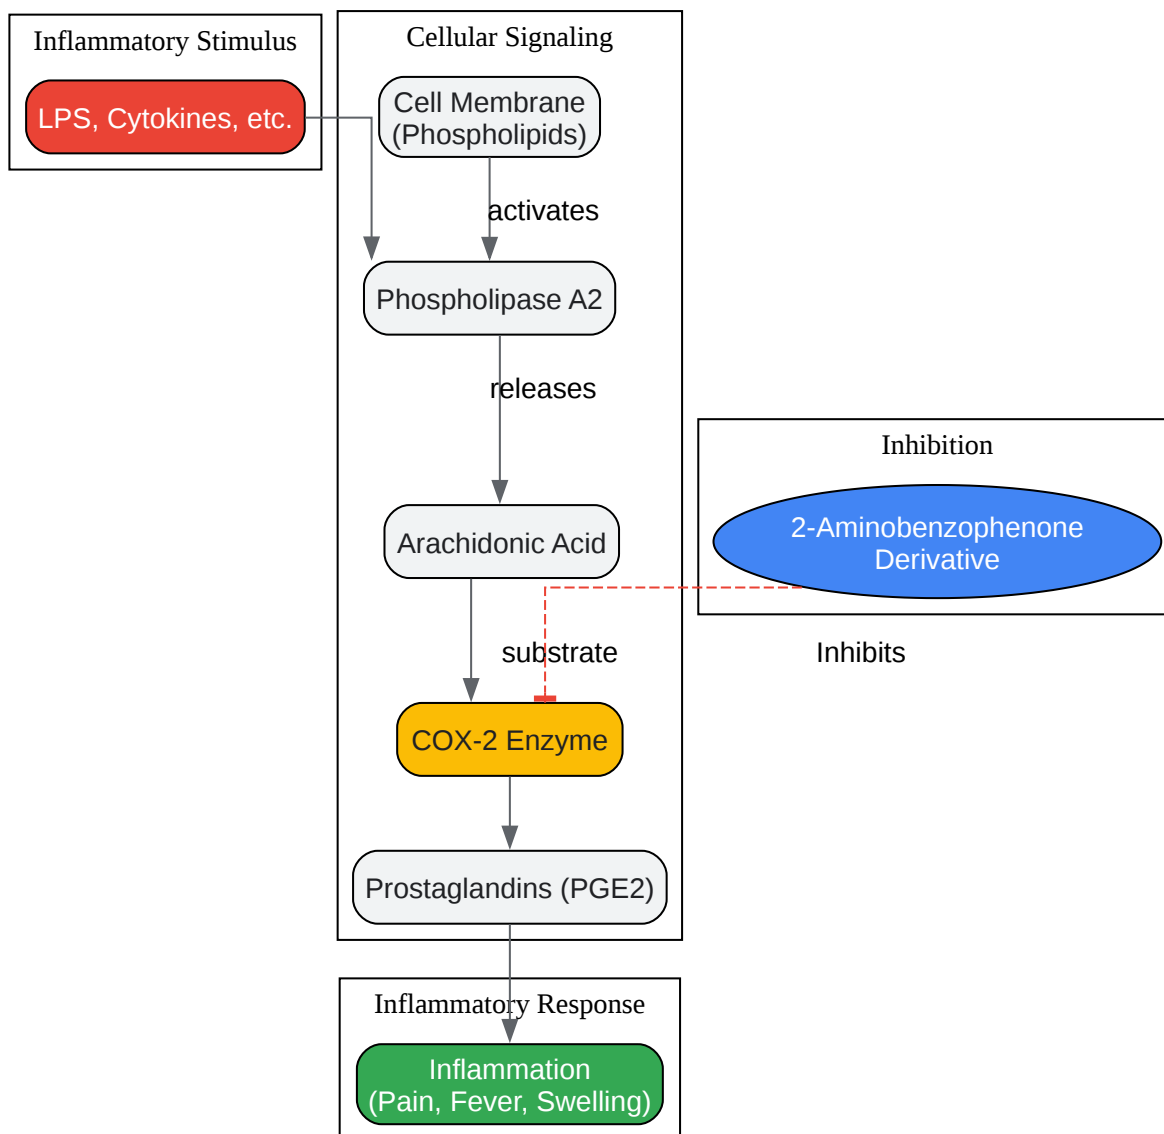 Inflammatory Stimulus
LPS, Cytokines, etc.
Cellular Signaling
Cell Membrane
(Phospholipids)
activates
Phospholipase A2
releases
Arachidonic Acid
substrate
COX-2 Enzyme
Prostaglandins (PGE2)
Inhibition
2-Aminobenzophenone
Derivative
Inhibits
Inflammatory Response
Inflammation
(Pain, Fever, Swelling)